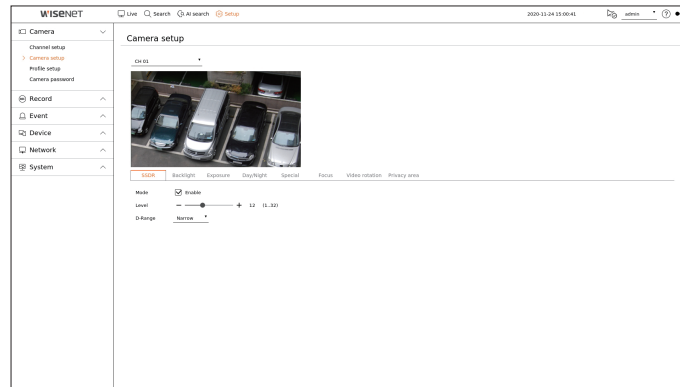 WISENET
Live Search AI search Setup 2020-11-24 15:00:41 admin ?
Camera
Camera setup
Channel setup
> Camera setup
Profile setup
Camera password
CH 01
Record
Event
Device
Network
System
SSDR Backlight Exposure Day/Night Special Focus Video rotation Privacy area
Mode Enable
Level 12 (1..32)
D-Range Narrow